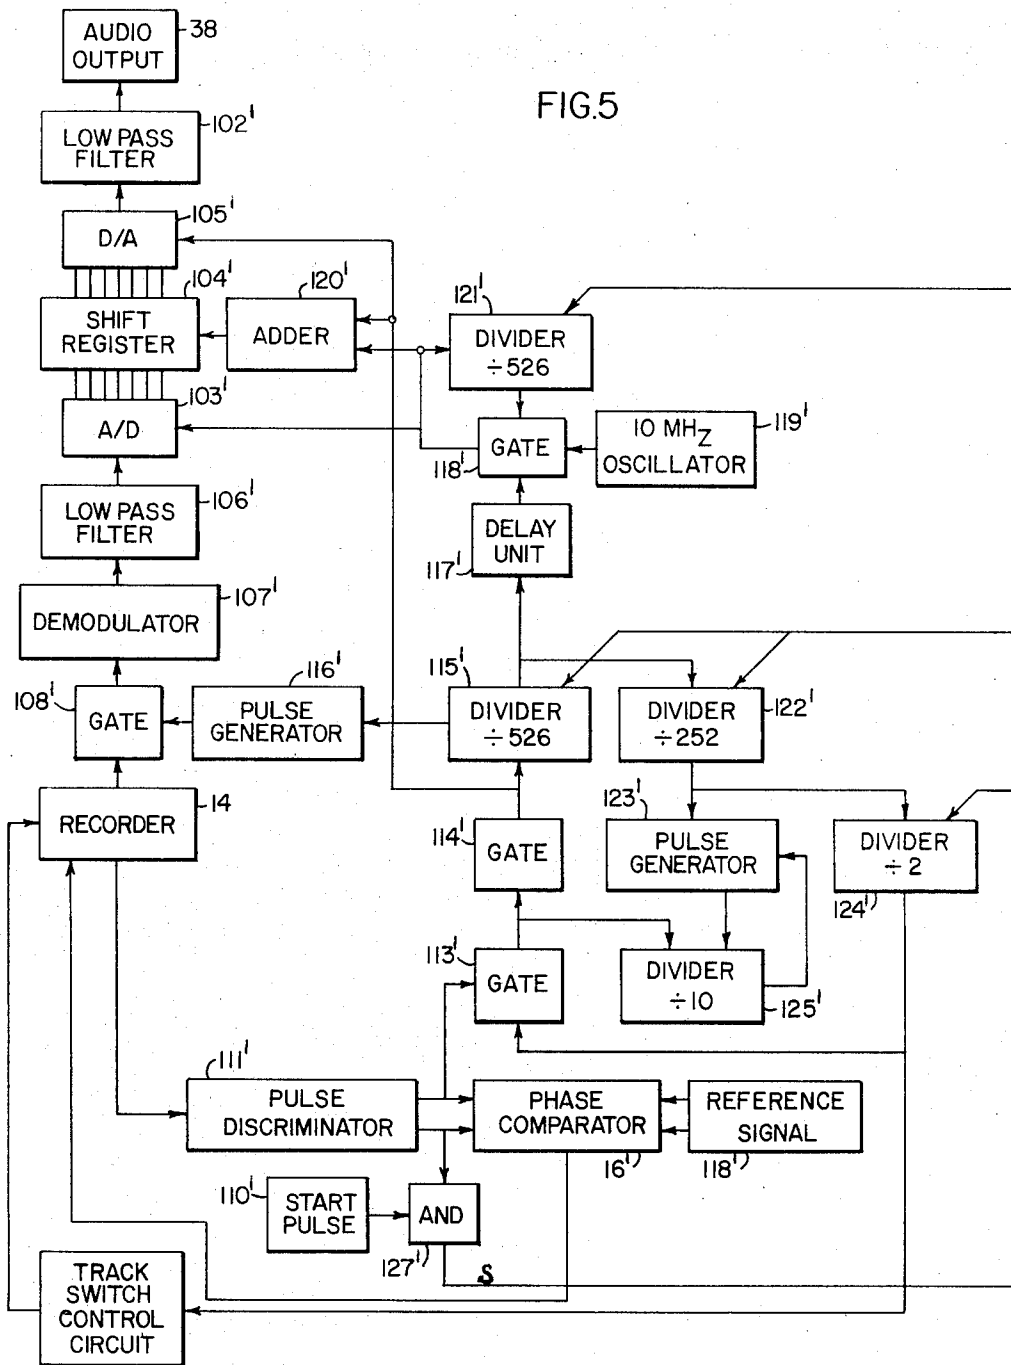 AUDIO
OUTPUT
38
FIG.5
LOW PASS
FILTER
102'
D/A
105'
SHIFT
REGISTER
104'
ADDER
120'
DIVIDER
÷526
121'
A/D
103'
GATE
118'
10 MHZ
OSCILLATOR
119'
LOW PASS
FILTER
106'
DELAY
UNIT
117'
DEMODULATOR
107'
GATE
108'
PULSE
GENERATOR
116'
DIVIDER
÷526
115'
DIVIDER
÷252
122'
RECORDER
14
GATE
114'
PULSE
GENERATOR
123'
DIVIDER
÷2
124'
GATE
113'
DIVIDER
÷10
125'
PULSE
DISCRIMINATOR
111'
PHASE
COMPARATOR
16'
REFERENCE
SIGNAL
118'
START
PULSE
110'
AND
127'
S
TRACK
SWITCH
CONTROL
CIRCUIT